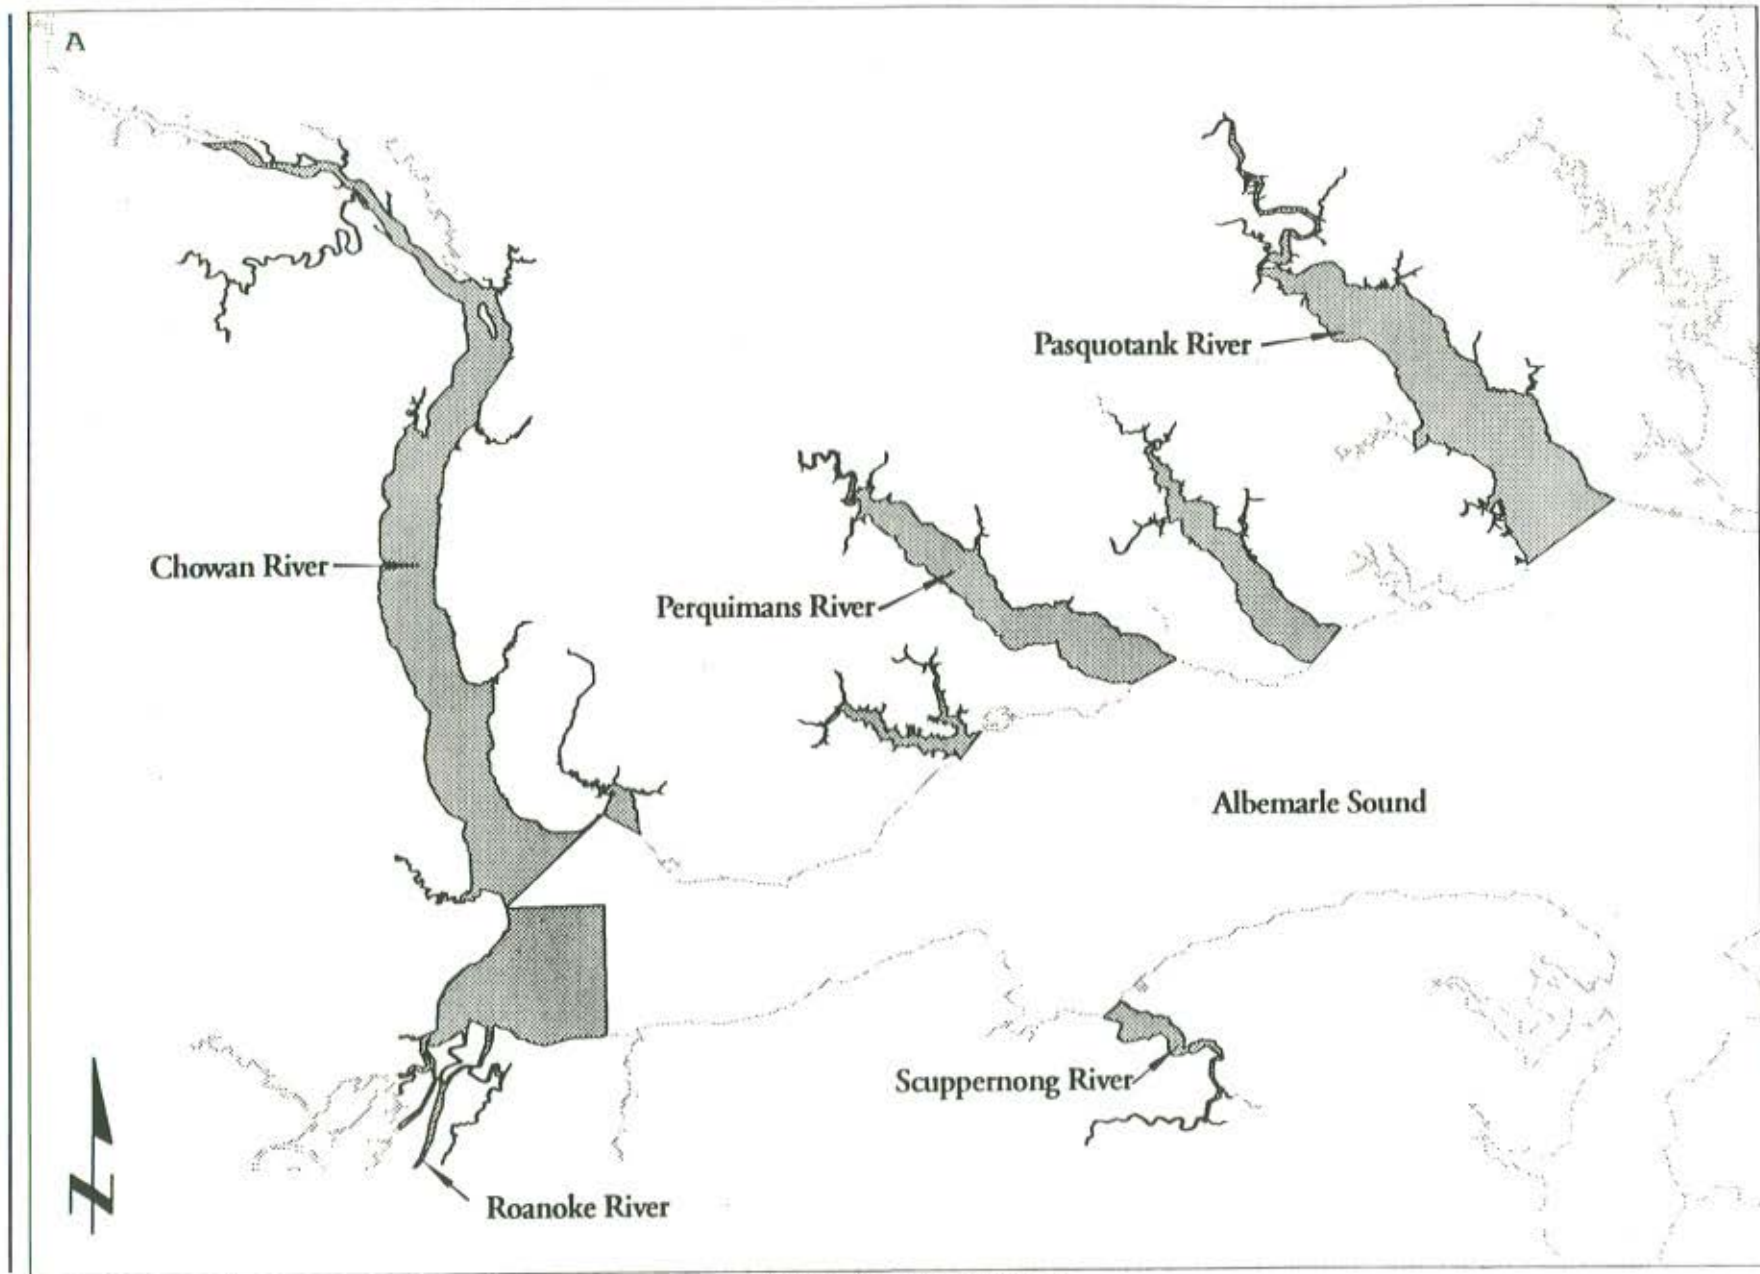 A
Pasquotank River
Chowan River
Perquimans River
Albemarle Sound
Scuppernong River
Roanoke River
N